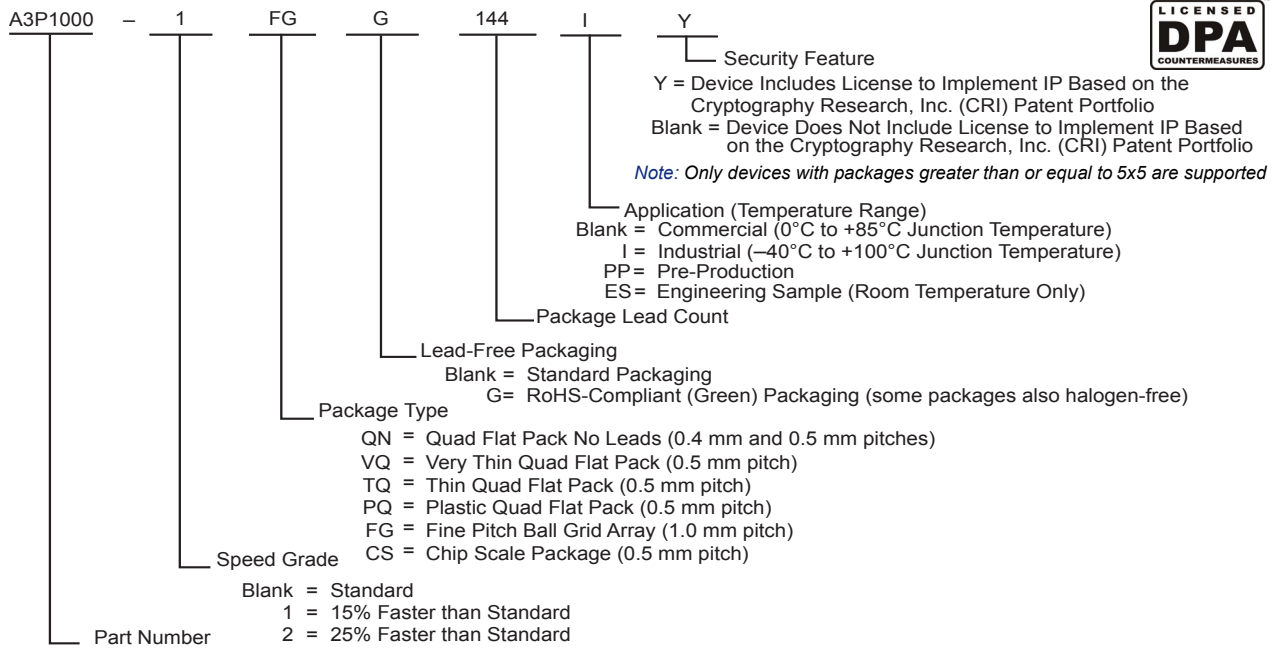 A3P1000 – 1 FG G 144 I Y
LICENSED
DPA
COUNTERMEASURES
Security Feature
Y = Device Includes License to Implement IP Based on the
Cryptography Research, Inc. (CRI) Patent Portfolio
Blank = Device Does Not Include License to Implement IP Based
on the Cryptography Research, Inc. (CRI) Patent Portfolio
Note: Only devices with packages greater than or equal to 5x5 are supported
Application (Temperature Range)
Blank = Commercial (0°C to +85°C Junction Temperature)
I = Industrial (–40°C to +100°C Junction Temperature)
PP= Pre-Production
ES= Engineering Sample (Room Temperature Only)
Package Lead Count
Lead-Free Packaging
Blank = Standard Packaging
G= RoHS-Compliant (Green) Packaging (some packages also halogen-free)
Package Type
QN = Quad Flat Pack No Leads (0.4 mm and 0.5 mm pitches)
VQ = Very Thin Quad Flat Pack (0.5 mm pitch)
TQ = Thin Quad Flat Pack (0.5 mm pitch)
PQ = Plastic Quad Flat Pack (0.5 mm pitch)
FG = Fine Pitch Ball Grid Array (1.0 mm pitch)
CS = Chip Scale Package (0.5 mm pitch)
Speed Grade
Blank = Standard
1 = 15% Faster than Standard
2 = 25% Faster than Standard
Part Number